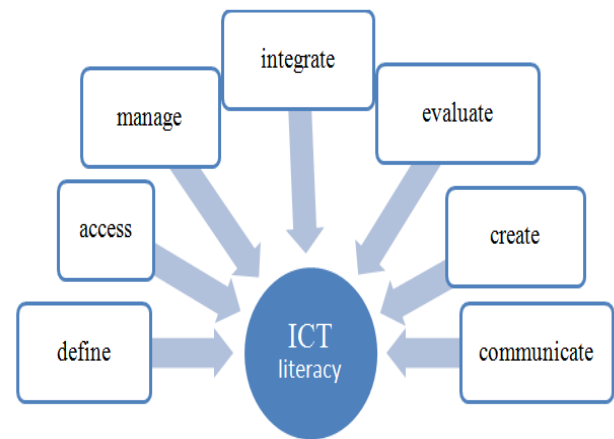 integrate
manage
evaluate
access
create
define
ICT
literacy
communicate